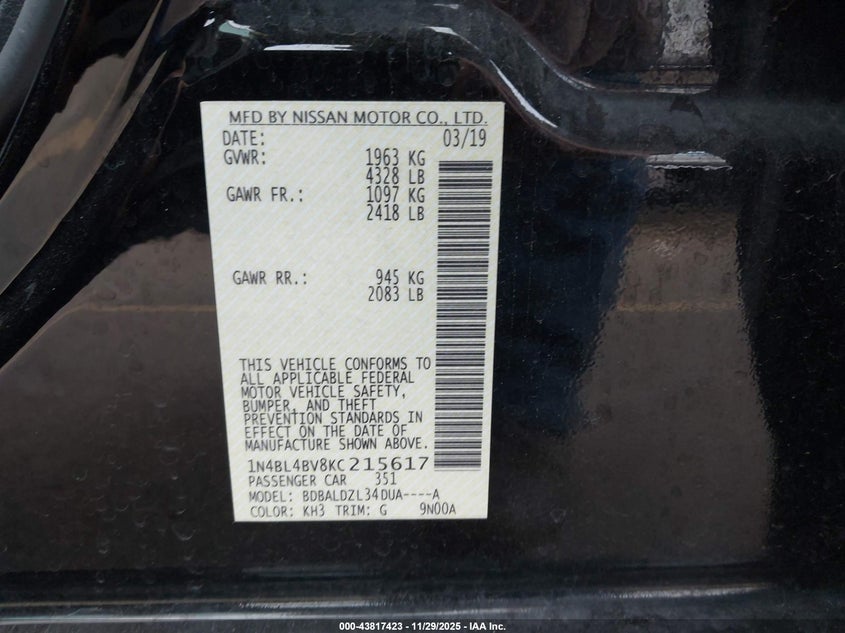 MFD BY NISSAN MOTOR CO., LTD.
DATE: 03/19
GVWR: 1963 KG
4328 LB
GAWR FR.: 1097 KG
2418 LB
GAWR RR.: 945 KG
2083 LB
THIS VEHICLE CONFORMS TO
ALL APPLICABLE FEDERAL
MOTOR VEHICLE SAFETY,
BUMPER, AND THEFT
PREVENTION STANDARDS IN
EFFECT ON THE DATE OF
MANUFACTURE SHOWN ABOVE.
1N4BL4BV8KC215617
PASSENGER CAR 351
MODEL: BDBALDZL34DUA----A
COLOR: KH3 TRIM: G 9N00A
000-43817423 - 11/29/2025 - IAA Inc.